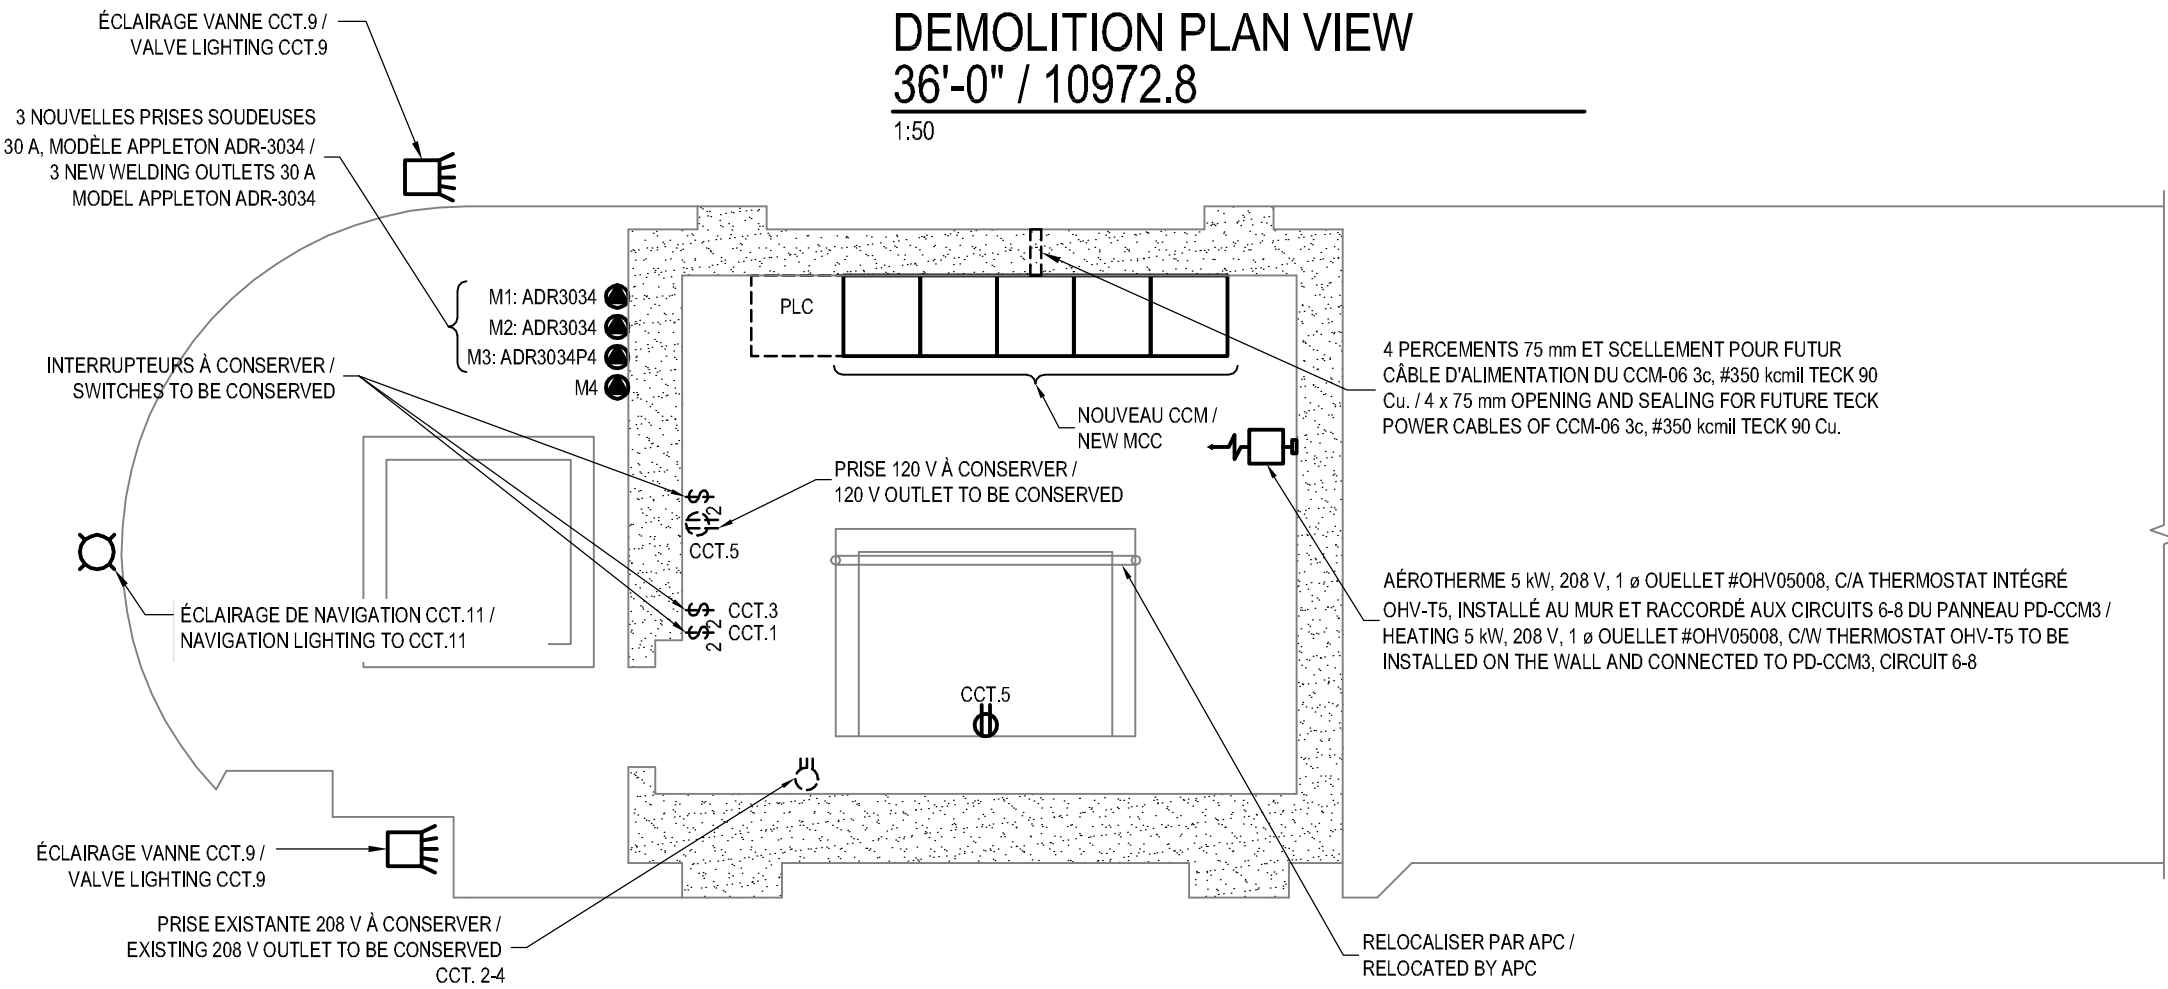 DEMOLITION PLAN VIEW
36'-0" / 10972.8
1:50
ÉCLAIRAGE VANNE CCT.9 /
VALVE LIGHTING CCT.9
3 NOUVELLES PRISES SOUDEUSES
30 A, MODÈLE APPLETON ADR-3034 /
3 NEW WELDING OUTLETS 30 A
MODEL APPLETON ADR-3034
M1: ADR3034
M2: ADR3034
M3: ADR3034P4
M4
PLC
INTERRUPTEURS À CONSERVER /
SWITCHES TO BE CONSERVED
NOUVEAU CCM /
NEW MCC
4 PERCEMENTS 75 mm ET SCELLEMENT POUR FUTUR
CÂBLE D'ALIMENTATION DU CCM-06 3c, #350 kcmil TECK 90
Cu. / 4 x 75 mm OPENING AND SEALING FOR FUTURE TECK
POWER CABLES OF CCM-06 3c, #350 kcmil TECK 90 Cu.
PRISE 120 V À CONSERVER /
120 V OUTLET TO BE CONSERVED
2
CCT.5
CCT.3
2
CCT.1
2
ÉCLAIRAGE DE NAVIGATION CCT.11 /
NAVIGATION LIGHTING TO CCT.11
AÉROTHERME 5 kW, 208 V, 1 ø OUELLET #OHV05008, C/A THERMOSTAT INTÉGRÉ
OHV-T5, INSTALLÉ AU MUR ET RACCORDÉ AUX CIRCUITS 6-8 DU PANNEAU PD-CCM3 /
HEATING 5 kW, 208 V, 1 ø OUELLET #OHV05008, C/W THERMOSTAT OHV-T5 TO BE
INSTALLED ON THE WALL AND CONNECTED TO PD-CCM3, CIRCUIT 6-8
CCT.5
ÉCLAIRAGE VANNE CCT.9 /
VALVE LIGHTING CCT.9
PRISE EXISTANTE 208 V À CONSERVER /
EXISTING 208 V OUTLET TO BE CONSERVED
CCT. 2-4
RELOCALISER PAR APC /
RELOCATED BY APC